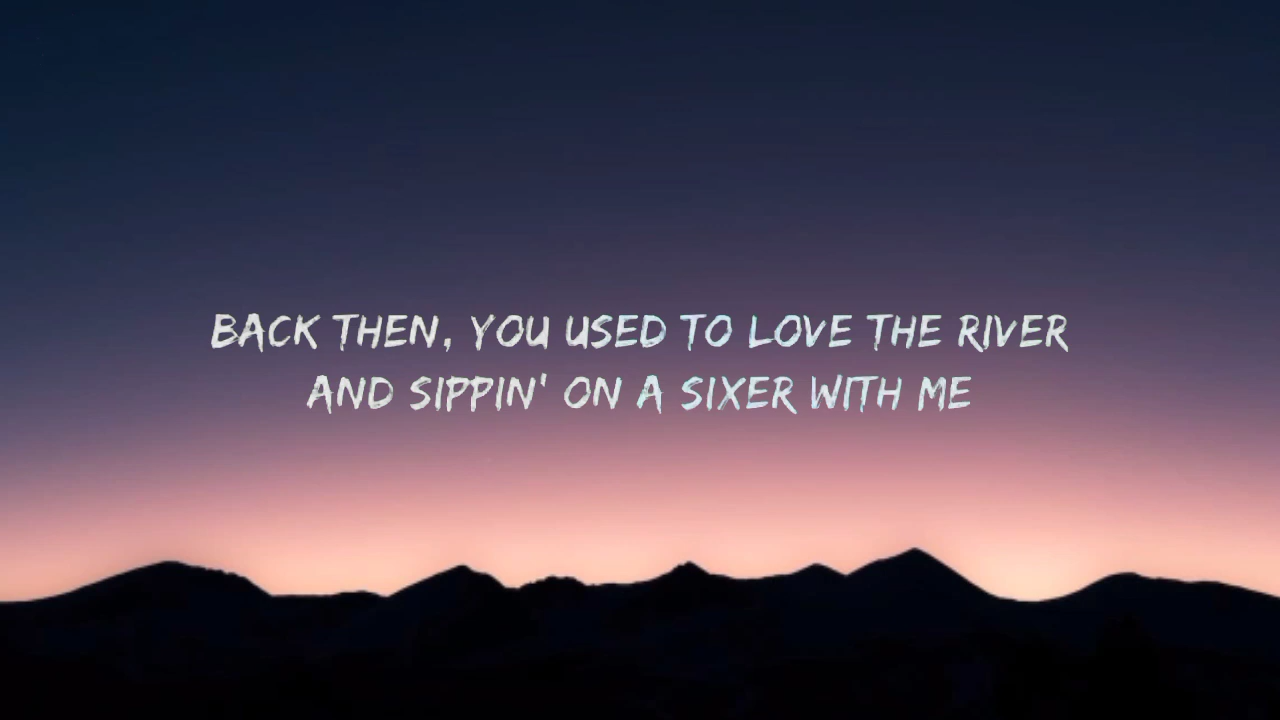 BACK THEN, YOU USED TO LOVE THE RIVER
AND SIPPIN' ON A SIXER WITH ME